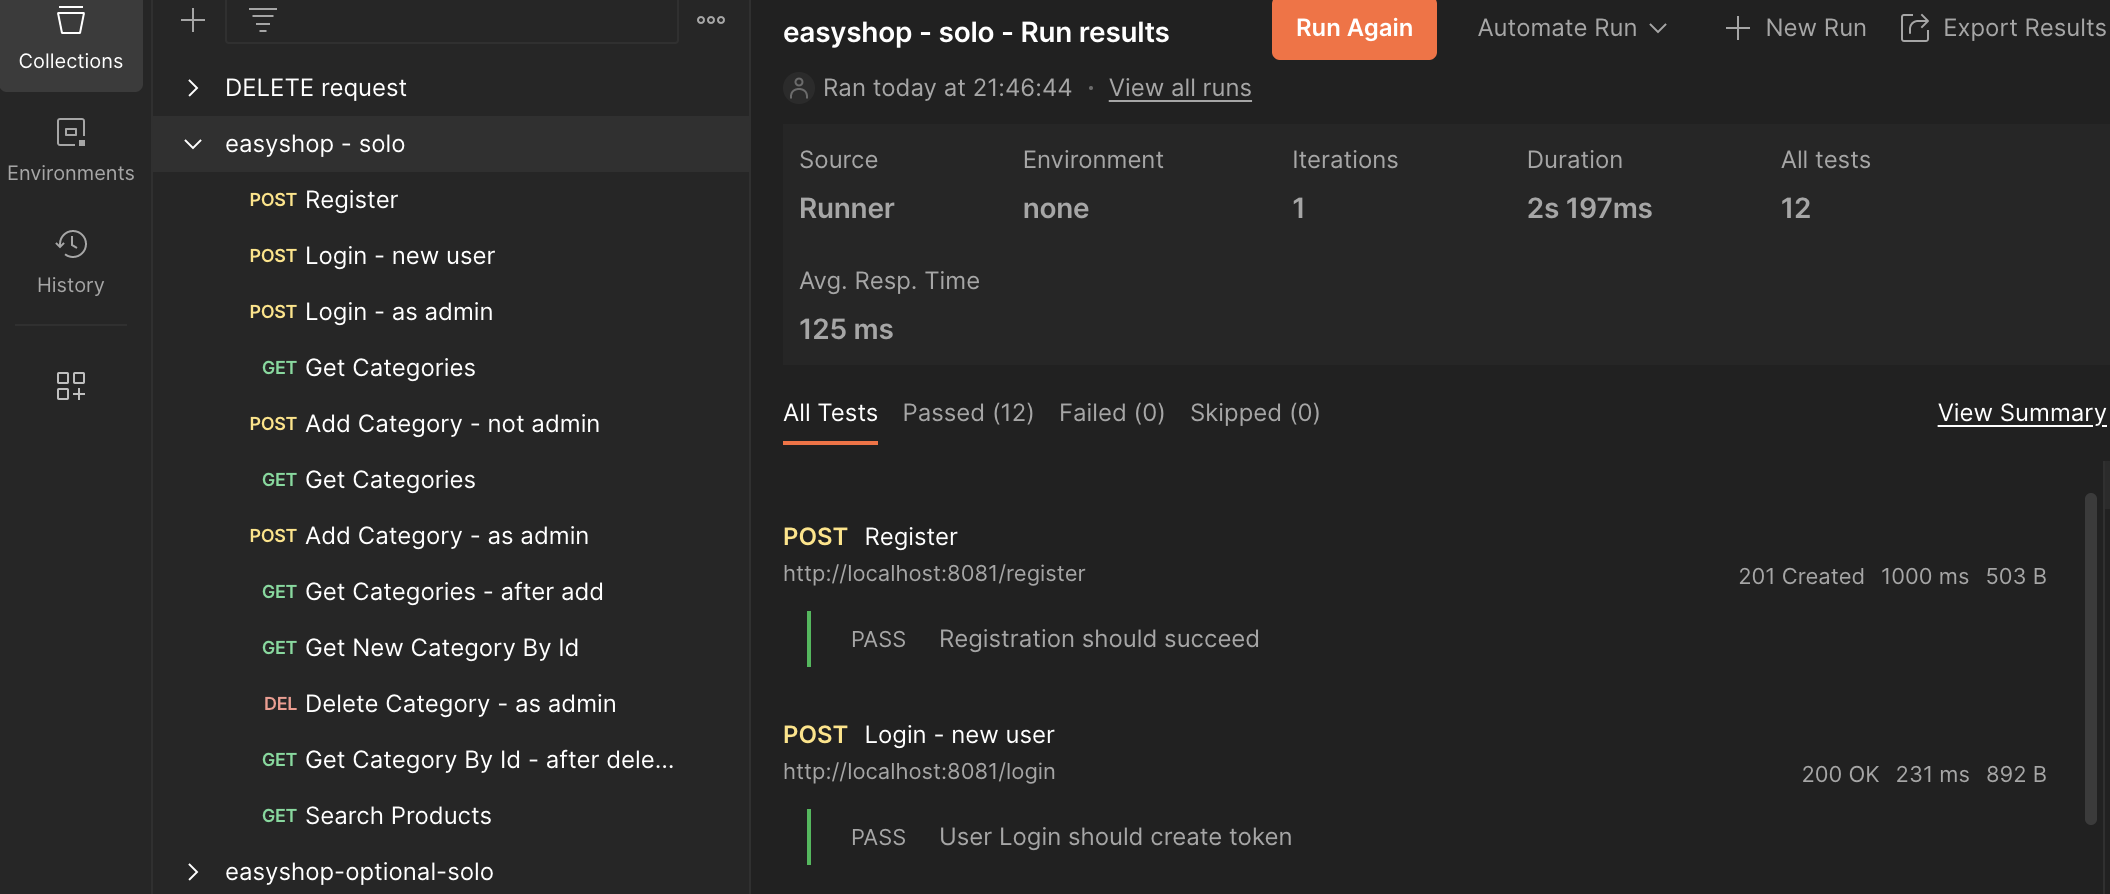 Collections
Environments
History
DELETE request
easyshop - solo
POST Register
POST Login - new user
POST Login - as admin
GET Get Categories
POST Add Category - not admin
GET Get Categories
POST Add Category - as admin
GET Get Categories - after add
GET Get New Category By Id
DEL Delete Category - as admin
GET Get Category By Id - after dele...
GET Search Products
easyshop-optional-solo
easyshop - solo - Run results
Run Again
Automate Run
New Run
Export Results
Ran today at 21:46:44 · View all runs
Source Environment Iterations Duration All tests
Runner none 1 2s 197ms 12
Avg. Resp. Time
125 ms
All Tests Passed (12) Failed (0) Skipped (0) View Summary
POST Register
http://localhost:8081/register
201 Created 1000 ms 503 B
PASS Registration should succeed
POST Login - new user
http://localhost:8081/login
200 OK 231 ms 892 B
PASS User Login should create token